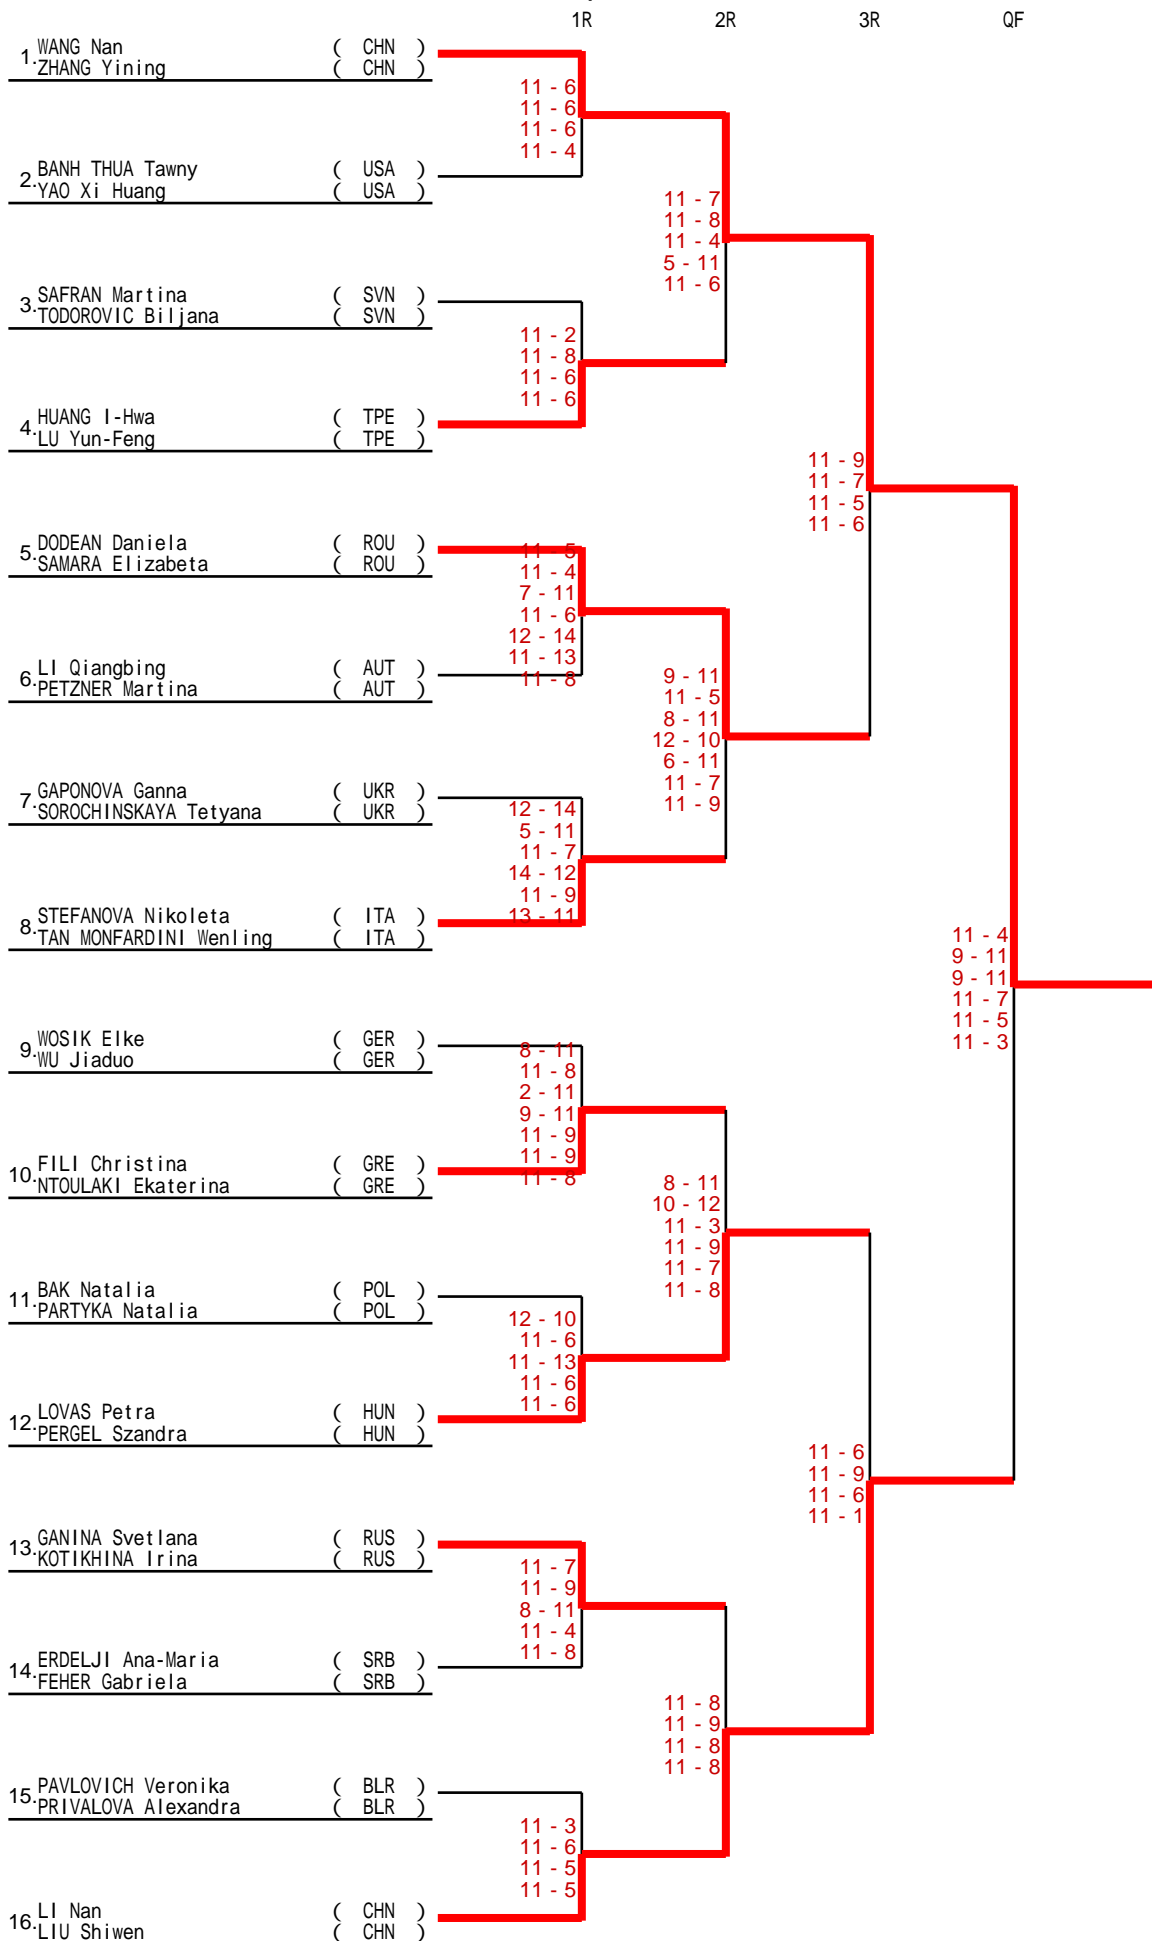 1R 2R 3R QF
1. WANG Nan ( CHN )
ZHANG Yining ( CHN )
11 - 6
11 - 6
11 - 6
11 - 4
2. BANH THUA Tawny ( USA )
YAO Xi Huang ( USA )
11 - 7
11 - 8
11 - 4
5 - 11
11 - 6
3. SAFRAN Martina ( SVN )
TODOROVIC Biljana ( SVN )
11 - 2
11 - 8
11 - 6
11 - 6
4. HUANG I-Hwa ( TPE )
LU Yun-Feng ( TPE )
11 - 9
11 - 7
11 - 5
11 - 6
5. DODEAN Daniela ( ROU )
SAMARA Elizabeta ( ROU )
11 - 5
11 - 4
7 - 11
11 - 6
12 - 14
11 - 13
11 - 8
6. LI Qiangbing ( AUT )
PETZNER Martina ( AUT )
9 - 11
11 - 5
8 - 11
12 - 10
6 - 11
11 - 7
11 - 9
7. GAPONOVA Ganna ( UKR )
SOROCHINSKAYA Tetyana ( UKR )
12 - 14
5 - 11
11 - 7
14 - 12
11 - 9
13 - 11
8. STEFANOVA Nikoleta ( ITA )
TAN MONFARDINI Wenling ( ITA )
11 - 4
9 - 11
9 - 11
11 - 7
11 - 5
11 - 3
9. WOSIK Elke ( GER )
WU Jiaduo ( GER )
8 - 11
11 - 8
2 - 11
9 - 11
11 - 9
11 - 9
11 - 8
10. FILI Christina ( GRE )
NTOULAKI Ekaterina ( GRE )
8 - 11
10 - 12
11 - 3
11 - 9
11 - 7
11 - 8
11. BAK Natalia ( POL )
PARTYKA Natalia ( POL )
12 - 10
11 - 6
11 - 13
11 - 6
11 - 6
12. LOVAS Petra ( HUN )
PERGEL Szandra ( HUN )
11 - 6
11 - 9
11 - 6
11 - 1
13. GANINA Svetlana ( RUS )
KOTIKHINA Irina ( RUS )
11 - 7
11 - 9
8 - 11
11 - 4
11 - 8
14. ERDELJI Ana-Maria ( SRB )
FEHER Gabriela ( SRB )
11 - 8
11 - 9
11 - 8
11 - 8
15. PAVLOVICH Veronika ( BLR )
PRIVALOVA Alexandra ( BLR )
11 - 3
11 - 6
11 - 5
11 - 5
16. LI Nan ( CHN )
LIU Shiwen ( CHN )